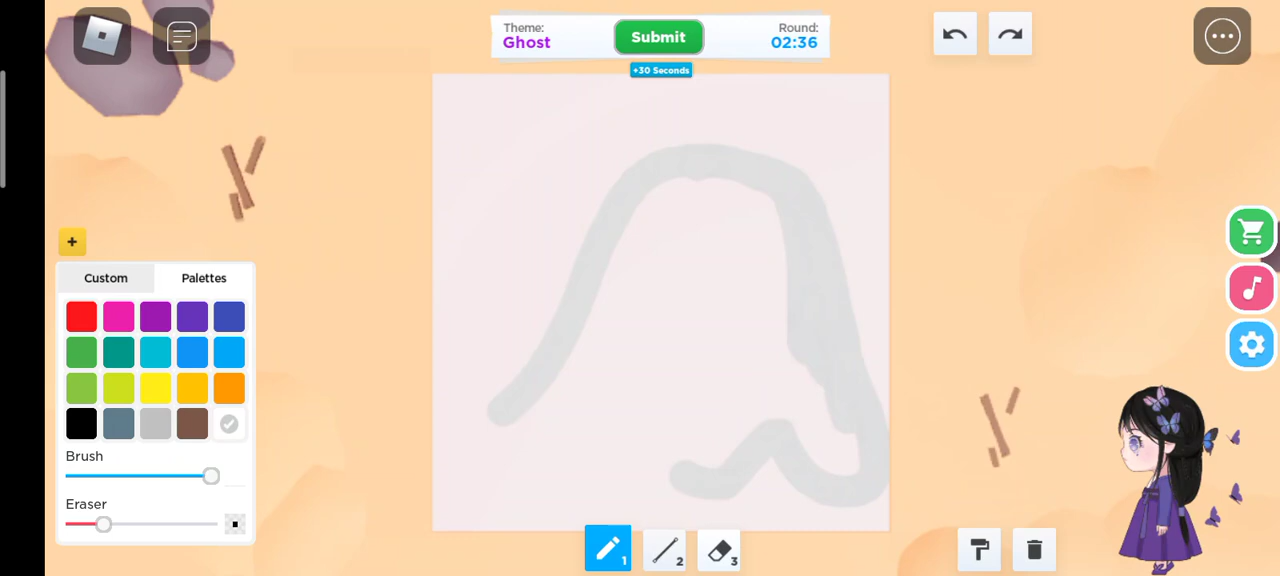 Theme:
Ghost
Submit
Round:
02:36
+30 Seconds
+
Custom
Palettes
Brush
Eraser
1
2
3